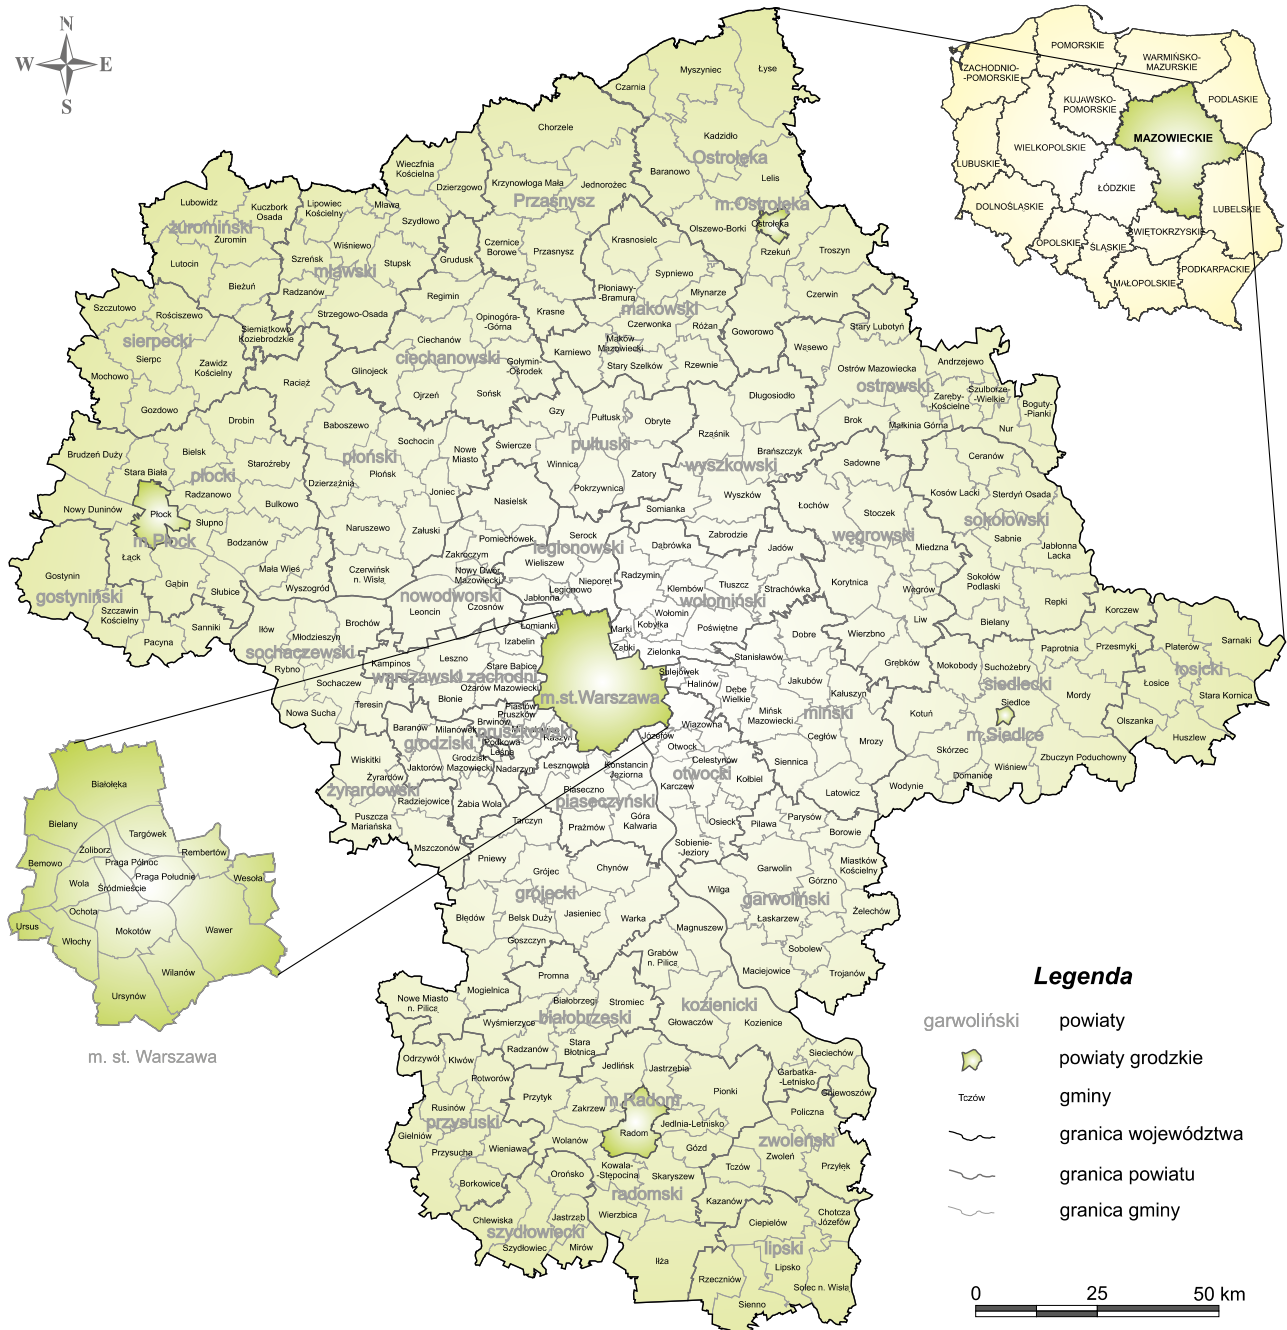 N
W E
S
POMORSKIE
ZACHODNIO-
-POMORSKIE
WARMIŃSKO-
MAZURSKIE
KUJAWSKO-
POMORSKIE
PODLASKIE
MAZOWIECKIE
WIELKOPOLSKIE
LUBUSKIE
ŁÓDZKIE
DOLNOŚLĄSKIE
LUBELSKIE
OPOLSKIE
ŚLĄSKIE
ŚWIĘTOKRZYSKIE
MAŁOPOLSKIE
PODKARPACKIE
Łyse
Myszyniec
Czarnia
Chorzele
Kadzidło
Ostrołęka
Baranowo
Lelis
Wieczfnia
Kościelna
Dzierzgowo
Krzynowłoga Mała
Jednorożec
Przasnysz
m.Ostrołęka
Ostrołęka
Olszewo-Borki
Rzekuń
Troszyn
Lubowidz
Kuczbork
Osada
Lipowiec
Kościelny
Mława
Szydłowo
żuromiński
Żuromin
Wiśniewo
Lutocin
Szreńsk
mławski
Stupsk
Grudusk
Czernice
Borowe
Przasnysz
Krasnosielc
Sypniewo
Bieżuń
Radzanów
Strzegowo-Osada
Regimin
Płoniawy-
-Bramura
Młynarze
makowski
Czerwin
Szczutowo
Rościszewo
sierpecki
Siemiątkowo
Koziebrodzkie
Opinogóra-
-Górna
Krasne
Czerwonka
Różan
Goworowo
Stary Lubotyń
Wąsewo
Andrzejewo
Sierpc
Zawidz
Kościelny
Ciechanów
ciechanowski
Gołymin-
-Ośrodek
Karniewo
Maków
Mazowiecki
Stary Szelków
Rzewnie
Ostrów Mazowiecka
ostrowski
Zaręby-
-Kościelne
Szulborze-
-Wielkie
Boguty-
-Pianki
Mochowo
Gozdowo
Raciąż
Glinojeck
Ojrzeń
Sońsk
Długosiodło
Brok
Małkinia Górna
Nur
Drobin
Baboszewo
Sochocin
Gzy
Pułtusk
Obryte
Rząśnik
Brańszczyk
Brudzeń Duży
Bielsk
Staroźreby
płoński
Płońsk
Nowe
Miasto
Świercze
pułtuski
Winnica
Zatory
wyszkowski
Sadowne
Ceranów
Stara Biała
płocki
Dzierzążnia
Joniec
Pokrzywnica
Wyszków
Kosów Lacki
Sterdyń Osada
Radzanowo
Bulkowo
Nasielsk
Somianka
Łochów
Stoczek
sokołowski
Nowy Duninów
Płock
Słupno
m.Płock
Naruszewo
Załuski
Pomiechówek
Serock
Zabrodzie
węgrowski
Sabnie
Jabłonna
Lacka
Łąck
Bodzanów
Zakroczym
legionowski
Dąbrówka
Jadów
Miedzna
Gostynin
Mała Wieś
Czerwińsk
n. Wisłą
Nowy Dwór
Mazowiecki
Wieliszew
Radzymin
Klembów
Tłuszcz
Strachówka
Korytnica
Sokołów
Podlaski
gostyniński
Gąbin
Słubice
Wyszogród
nowodworski
Nieporęt
Legionowo
Jabłonna
wołomiński
Węgrów
Repki
Szczawin
Kościelny
Leoncin
Czosnów
Łomianki
Wołomin
Kobyłka
Poświętne
Liw
Bielany
Korczew
Pacyna
Sanniki
Iłów
Młodzieszyn
Brochów
Izabelin
Marki
Ząbki
Zielonka
Dobre
Wierzbno
Paprotnia
Przesmyki
Sarnaki
Platerów
sochaczewski
Rybno
Kampinos
Leszno
Stare Babice
warszawski zachodni
Stanisławów
Grębków
Mokobody
Suchożebry
łosicki
Sochaczew
Ożarów Mazowiecki
Sulejówek
Halinów
Dębe
Wielkie
Jakubów
Kałuszyn
siedlecki
Siedlce
Mordy
Łosice
Stara Kornica
Nowa Sucha
Teresin
Błonie
Piastów
Pruszków
m.st.Warszawa
Mińsk
Mazowiecki
miński
Kotuń
Olszanka
Baranów
Milanówek
Brwinów
pruszkowski
Raszyn
Wiązowna
Józefów
m.Siedlce
Huszlew
grodziski
Podkowa
Leśna
Otwock
Cegłów
Mrozy
Skórzec
Wiskitki
Jaktorów
Grodzisk
Mazowiecki
Nadarzyn
Lesznowola
Konstancin
Jeziorna
Celestynów
otwocki
Kołbiel
Siennica
Wiśniew
Zbuczyn Poduchowny
Żyrardów
żyrardowski
Domanice
Radziejowice
Żabia Wola
Piaseczno
piaseczyński
Karczew
Latowicz
Wodynie
Puszcza
Mariańska
Tarczyn
Prażmów
Góra
Kalwaria
Osieck
Pilawa
Parysów
Borowie
Mszczonów
Pniewy
Sobienie-
-Jeziory
Garwolin
Miastków
Kościelny
Grójec
Chynów
grójecki
Wilga
garwoliński
Górzno
Błędów
Belsk Duży
Jasieniec
Warka
Magnuszew
Łaskarzew
Żelechów
Goszczyn
Grabów
n. Pilicą
Sobolew
Maciejowice
Trojanów
Promna
Mogielnica
Nowe Miasto
n. Pilicą
Białobrzegi
Stromiec
kozienicki
białobrzeski
Wyśmierzyce
Głowaczów
Kozienice
Odrzywół
Klwów
Radzanów
Stara
Błotnica
Sieciechów
Potworów
Jedlińsk
Jastrzębia
Garbatka-
-Letnisko
Gniewoszów
Rusinów
Przytyk
Zakrzew
m.Radom
Pionki
Policzna
przysuski
Gielniów
Radom
Jedlnia-Letnisko
zwoleński
Przysucha
Wieniawa
Wolanów
Gózd
Zwoleń
Orońsko
Kowala-
-Stępocina
Skaryszew
Tczów
Przyłęk
Borkowice
radomski
Kazanów
Chlewiska
Jastrząb
Wierzbica
Ciepielów
Chotcza
Józefów
szydłowiecki
Szydłowiec
Mirów
Iłża
lipski
Lipsko
Rzeczniów
Solec n. Wisłą
Sienno
Białołęka
Bielany
Targówek
Żoliborz
Rembertów
Bemowo
Praga Północ
Praga Południe
Wesoła
Wola
Śródmieście
Ochota
Ursus
Włochy
Mokotów
Wawer
Wilanów
Ursynów
m. st. Warszawa
Legenda
garwoliński powiaty
powiaty grodzkie
Tczów gminy
granica województwa
granica powiatu
granica gminy
0 25 50 km